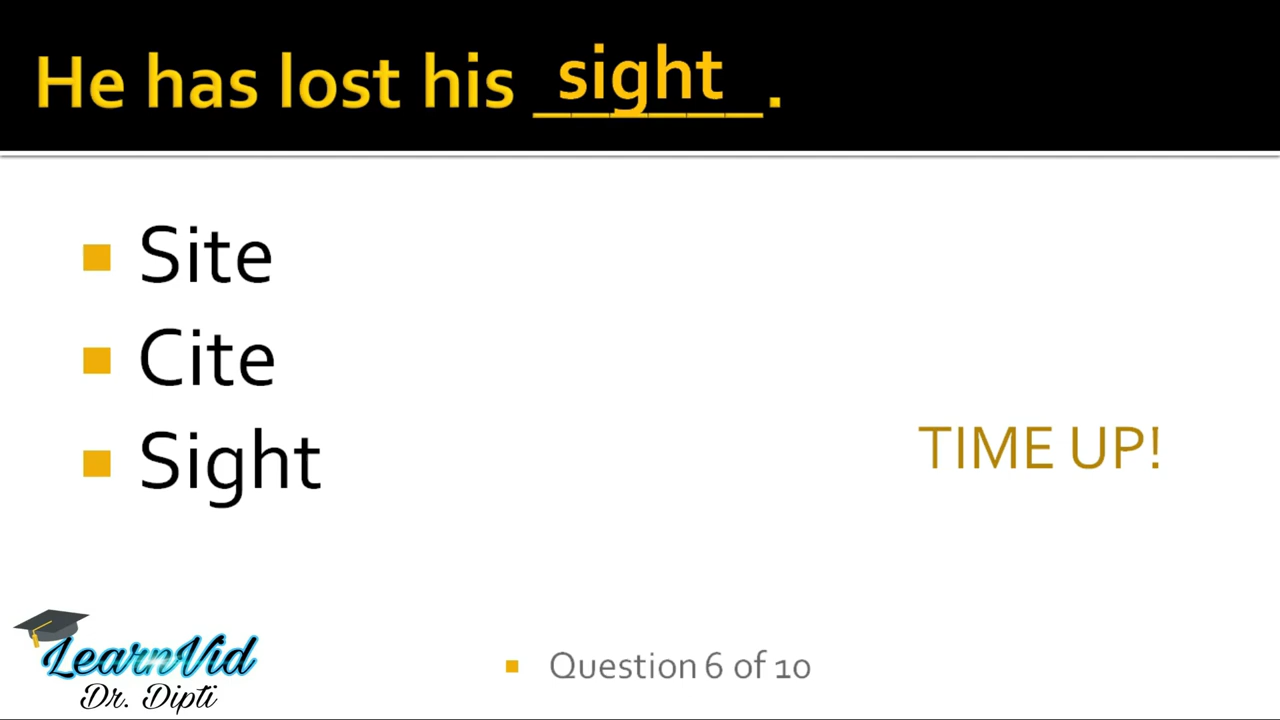 He has lost his sight.
Site
Cite
Sight
TIME UP!
LearnVid
Dr. Dipti
Question 6 of 10